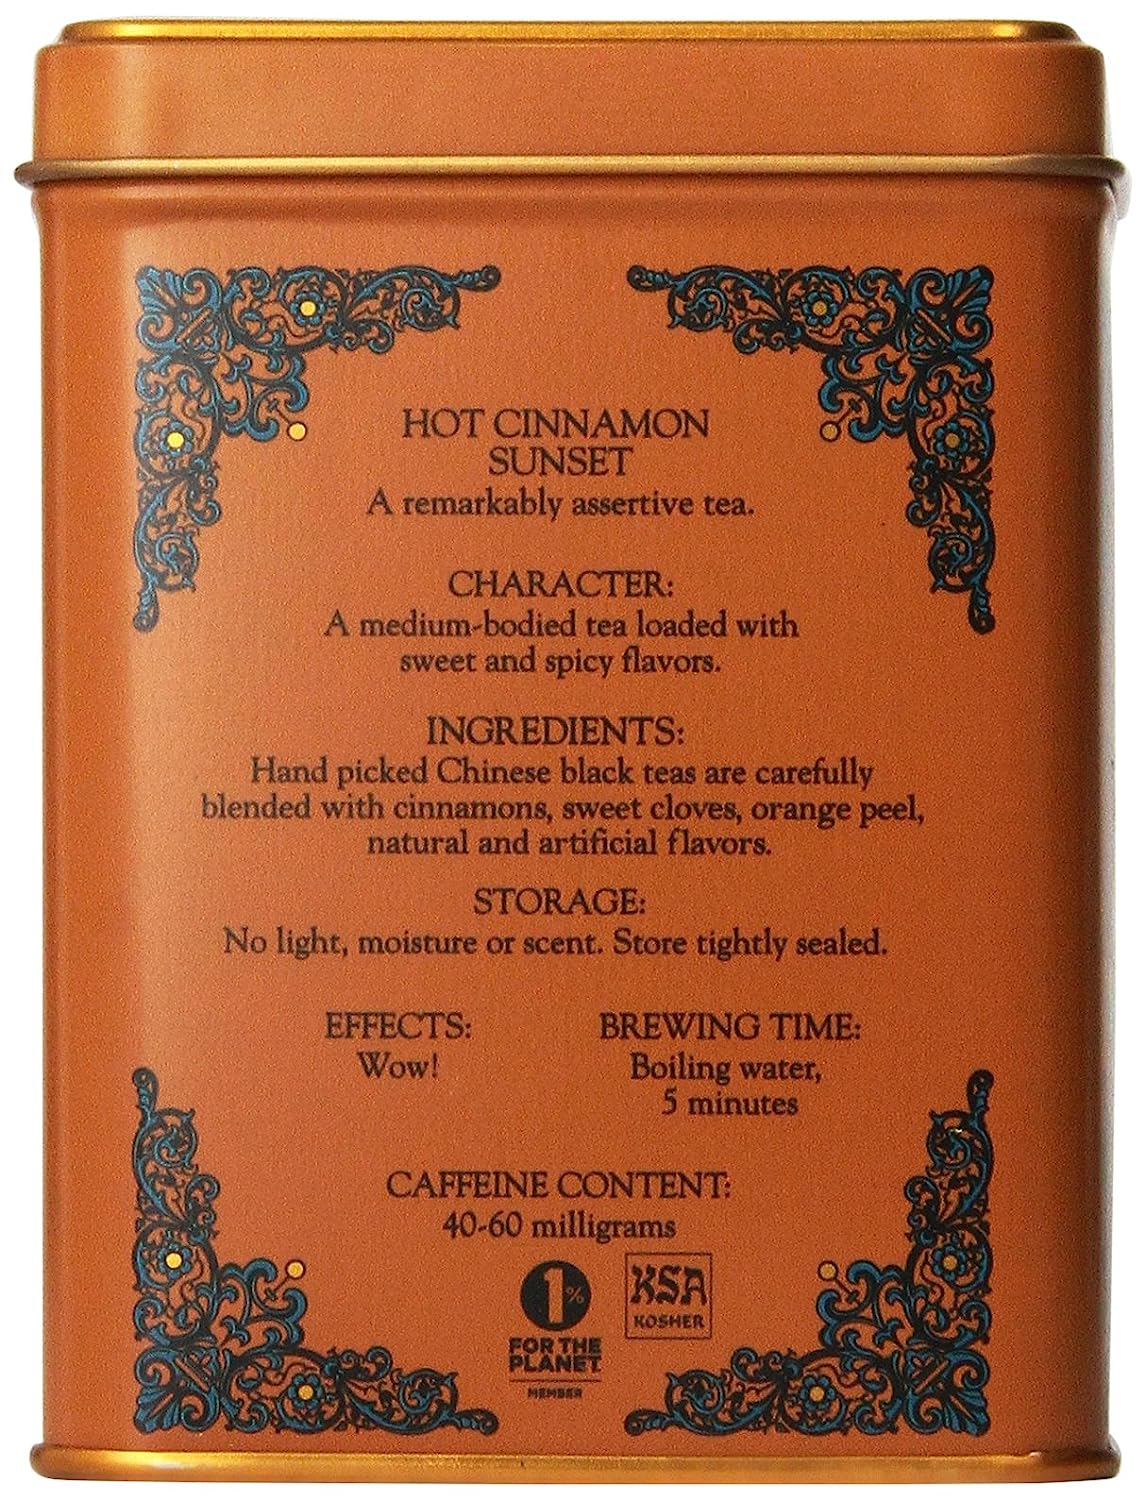 HOT CINNAMON
SUNSET
A remarkably assertive tea.
CHARACTER:
A medium-bodied tea loaded with
sweet and spicy flavors.
INGREDIENTS:
Hand picked Chinese black teas are carefully
blended with cinnamons, sweet cloves, orange peel,
natural and artificial flavors.
STORAGE:
No light, moisture or scent. Store tightly sealed.
EFFECTS:
Wow!
BREWING TIME:
Boiling water,
5 minutes
CAFFEINE CONTENT:
40-60 milligrams
1%
FOR THE
PLANET
MEMBER
KSA
KOSHER